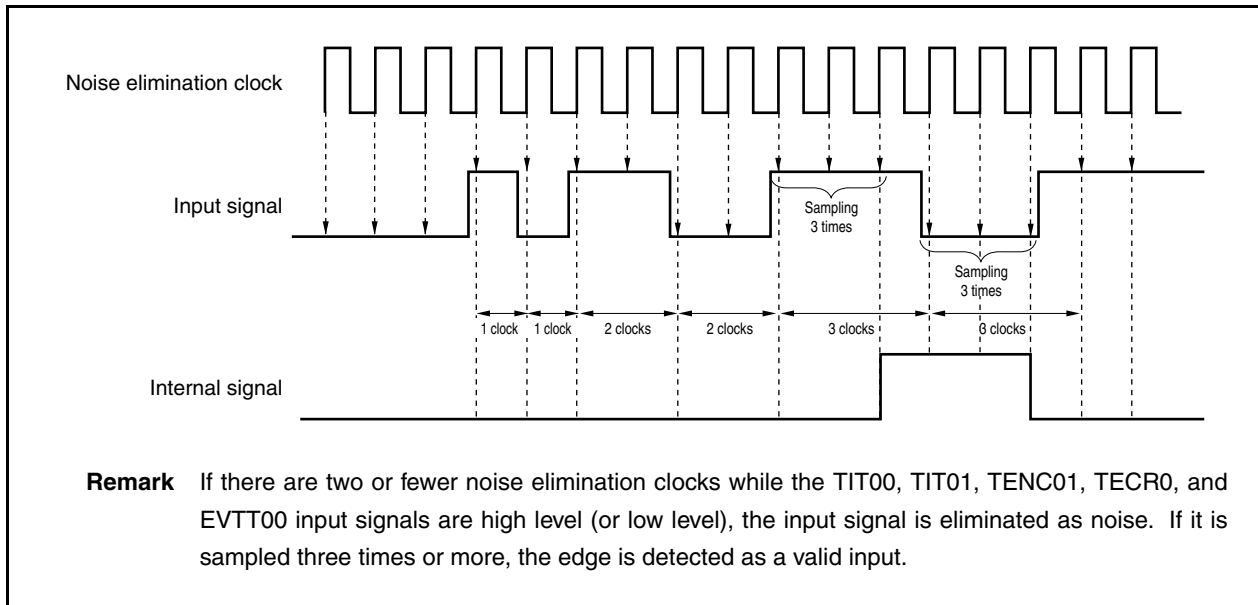 Noise elimination clock
Input signal
Sampling
3 times
Sampling
3 times
1 clock 1 clock 2 clocks 2 clocks 3 clocks 3 clocks
Internal signal
Remark If there are two or fewer noise elimination clocks while the TIT00, TIT01, TENC01, TECR0, and
EVTT00 input signals are high level (or low level), the input signal is eliminated as noise. If it is
sampled three times or more, the edge is detected as a valid input.